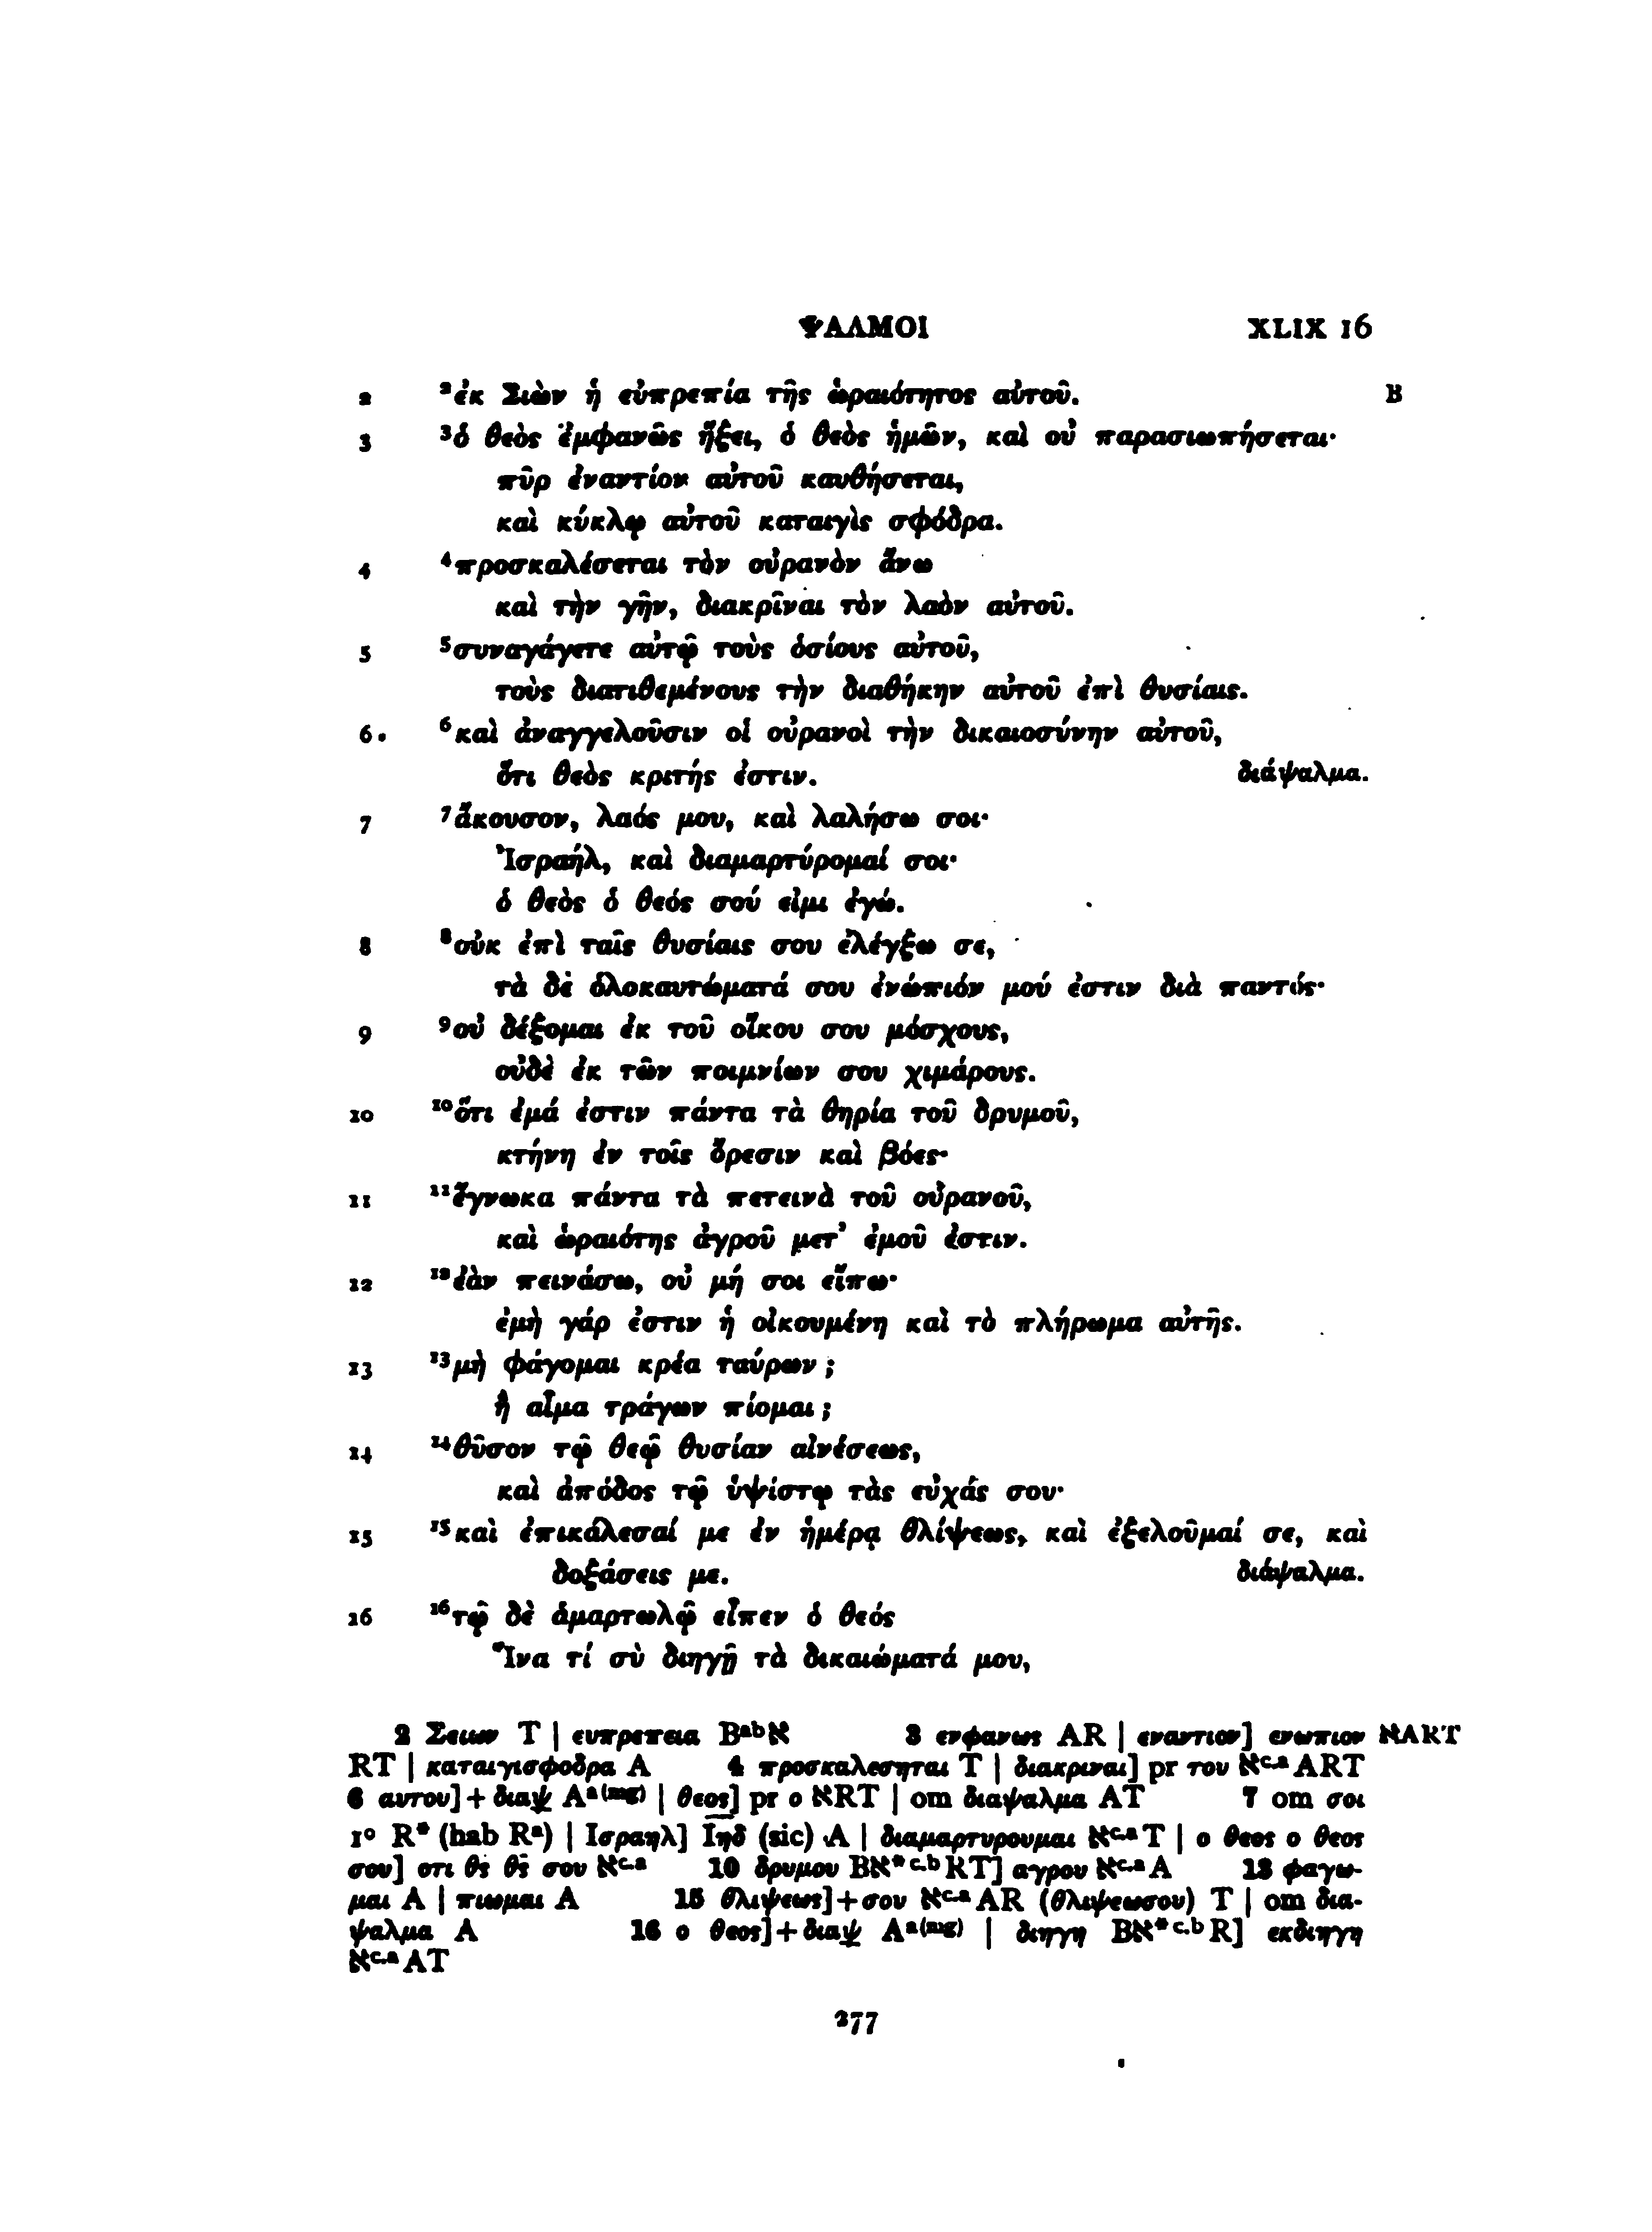 ΨΑΛΜΟΙ XLIX 16
2 ²ἐκ Σιὼν ἡ εὐπρεπία τῆς ὡραιότητος αὐτοῦ. B
3 ³ὁ θεὸς ἐμφανῶς ἥξει, ὁ θεὸς ἡμῶν, καὶ οὐ παρασιωπήσεται·
πῦρ ἐναντίον αὐτοῦ καυθήσεται,
καὶ κύκλῳ αὐτοῦ καταιγὶς σφόδρα.
4 ⁴προσκαλέσεται τὸν οὐρανὸν ἄνω
καὶ τὴν γῆν, διακρῖναι τὸν λαὸν αὐτοῦ.
5 ⁵συναγάγετε αὐτῷ τοὺς ὁσίους αὐτοῦ,
τοὺς διατιθεμένους τὴν διαθήκην αὐτοῦ ἐπὶ θυσίαις.
6 ⁶καὶ ἀναγγελοῦσιν οἱ οὐρανοὶ τὴν δικαιοσύνην αὐτοῦ,
ὅτι θεὸς κριτής ἐστιν. διάψαλμα.
7 ⁷ἄκουσον, λαός μου, καὶ λαλήσω σοι·
Ἰσραήλ, καὶ διαμαρτύρομαί σοι·
ὁ θεὸς ὁ θεός σού εἰμι ἐγώ.
8 ⁸οὐκ ἐπὶ ταῖς θυσίαις σου ἐλέγξω σε,
τὰ δὲ ὁλοκαυτώματά σου ἐνώπιόν μού ἐστιν διὰ παντός·
9 ⁹οὐ δέξομαι ἐκ τοῦ οἴκου σου μόσχους,
οὐδὲ ἐκ τῶν ποιμνίων σου χιμάρους.
10 ¹⁰ὅτι ἐμά ἐστιν πάντα τὰ θηρία τοῦ δρυμοῦ,
κτήνη ἐν τοῖς ὄρεσιν καὶ βόες·
11 ¹¹ἔγνωκα πάντα τὰ πετεινὰ τοῦ οὐρανοῦ,
καὶ ὡραιότης ἀγροῦ μετ᾽ ἐμοῦ ἐστιν.
12 ¹²ἐὰν πεινάσω, οὐ μή σοι εἴπω·
ἐμὴ γάρ ἐστιν ἡ οἰκουμένη καὶ τὸ πλήρωμα αὐτῆς.
13 ¹³μὴ φάγομαι κρέα ταύρων ;
ἢ αἷμα τράγων πίομαι ;
14 ¹⁴θῦσον τῷ θεῷ θυσίαν αἰνέσεως,
καὶ ἀπόδος τῷ ὑψίστῳ τὰς εὐχάς σου·
15 ¹⁵καὶ ἐπικάλεσαί με ἐν ἡμέρᾳ θλίψεως, καὶ ἐξελοῦμαί σε, καὶ
δοξάσεις με. διάψαλμα.
16 ¹⁶τῷ δὲ ἁμαρτωλῷ εἶπεν ὁ θεός
Ἵνα τί σὺ διηγῇ τὰ δικαιώματά μου,
2 Σειων T | ευπρεπεια Bᵃᵇא 3 ενφανως AR | εναντιον] ενωπιον אART
RT | καταιγισφοδρα A 4 προσκαλεσηται T | διακριναι] pr του אᶜ·ᵃ ART
6 αυτου]+διαψ Aᵃ⁽ᵐᵍ⁾ | θεος] pr ο אRT | om διαψαλμα AT 7 om σοι
1° R* (hab Rᵃ) | Ισραηλ] Ιηδ (sic) A | διαμαρτυρουμαι אᶜ·ᵃ T | ο θεος ο θεος
σου] οτι θ̅ς̅ θ̅ς̅ σου אᶜ·ᵃ 10 δρυμου Bא* ᶜ·ᵇ RT] αγρου אᶜ·ᵃ A 13 φαγω-
μαι A | πιωμαι A 15 θλιψεως]+σου אᶜ·ᵃ AR (θλιψεωσου) T | om δια-
ψαλμα A 16 ο θεος]+διαψ Aᵃ⁽ᵐᵍ⁾ | διηγη Bא* ᶜ·ᵇ R] εκδιηγη
אᶜ·ᵃ AT
277